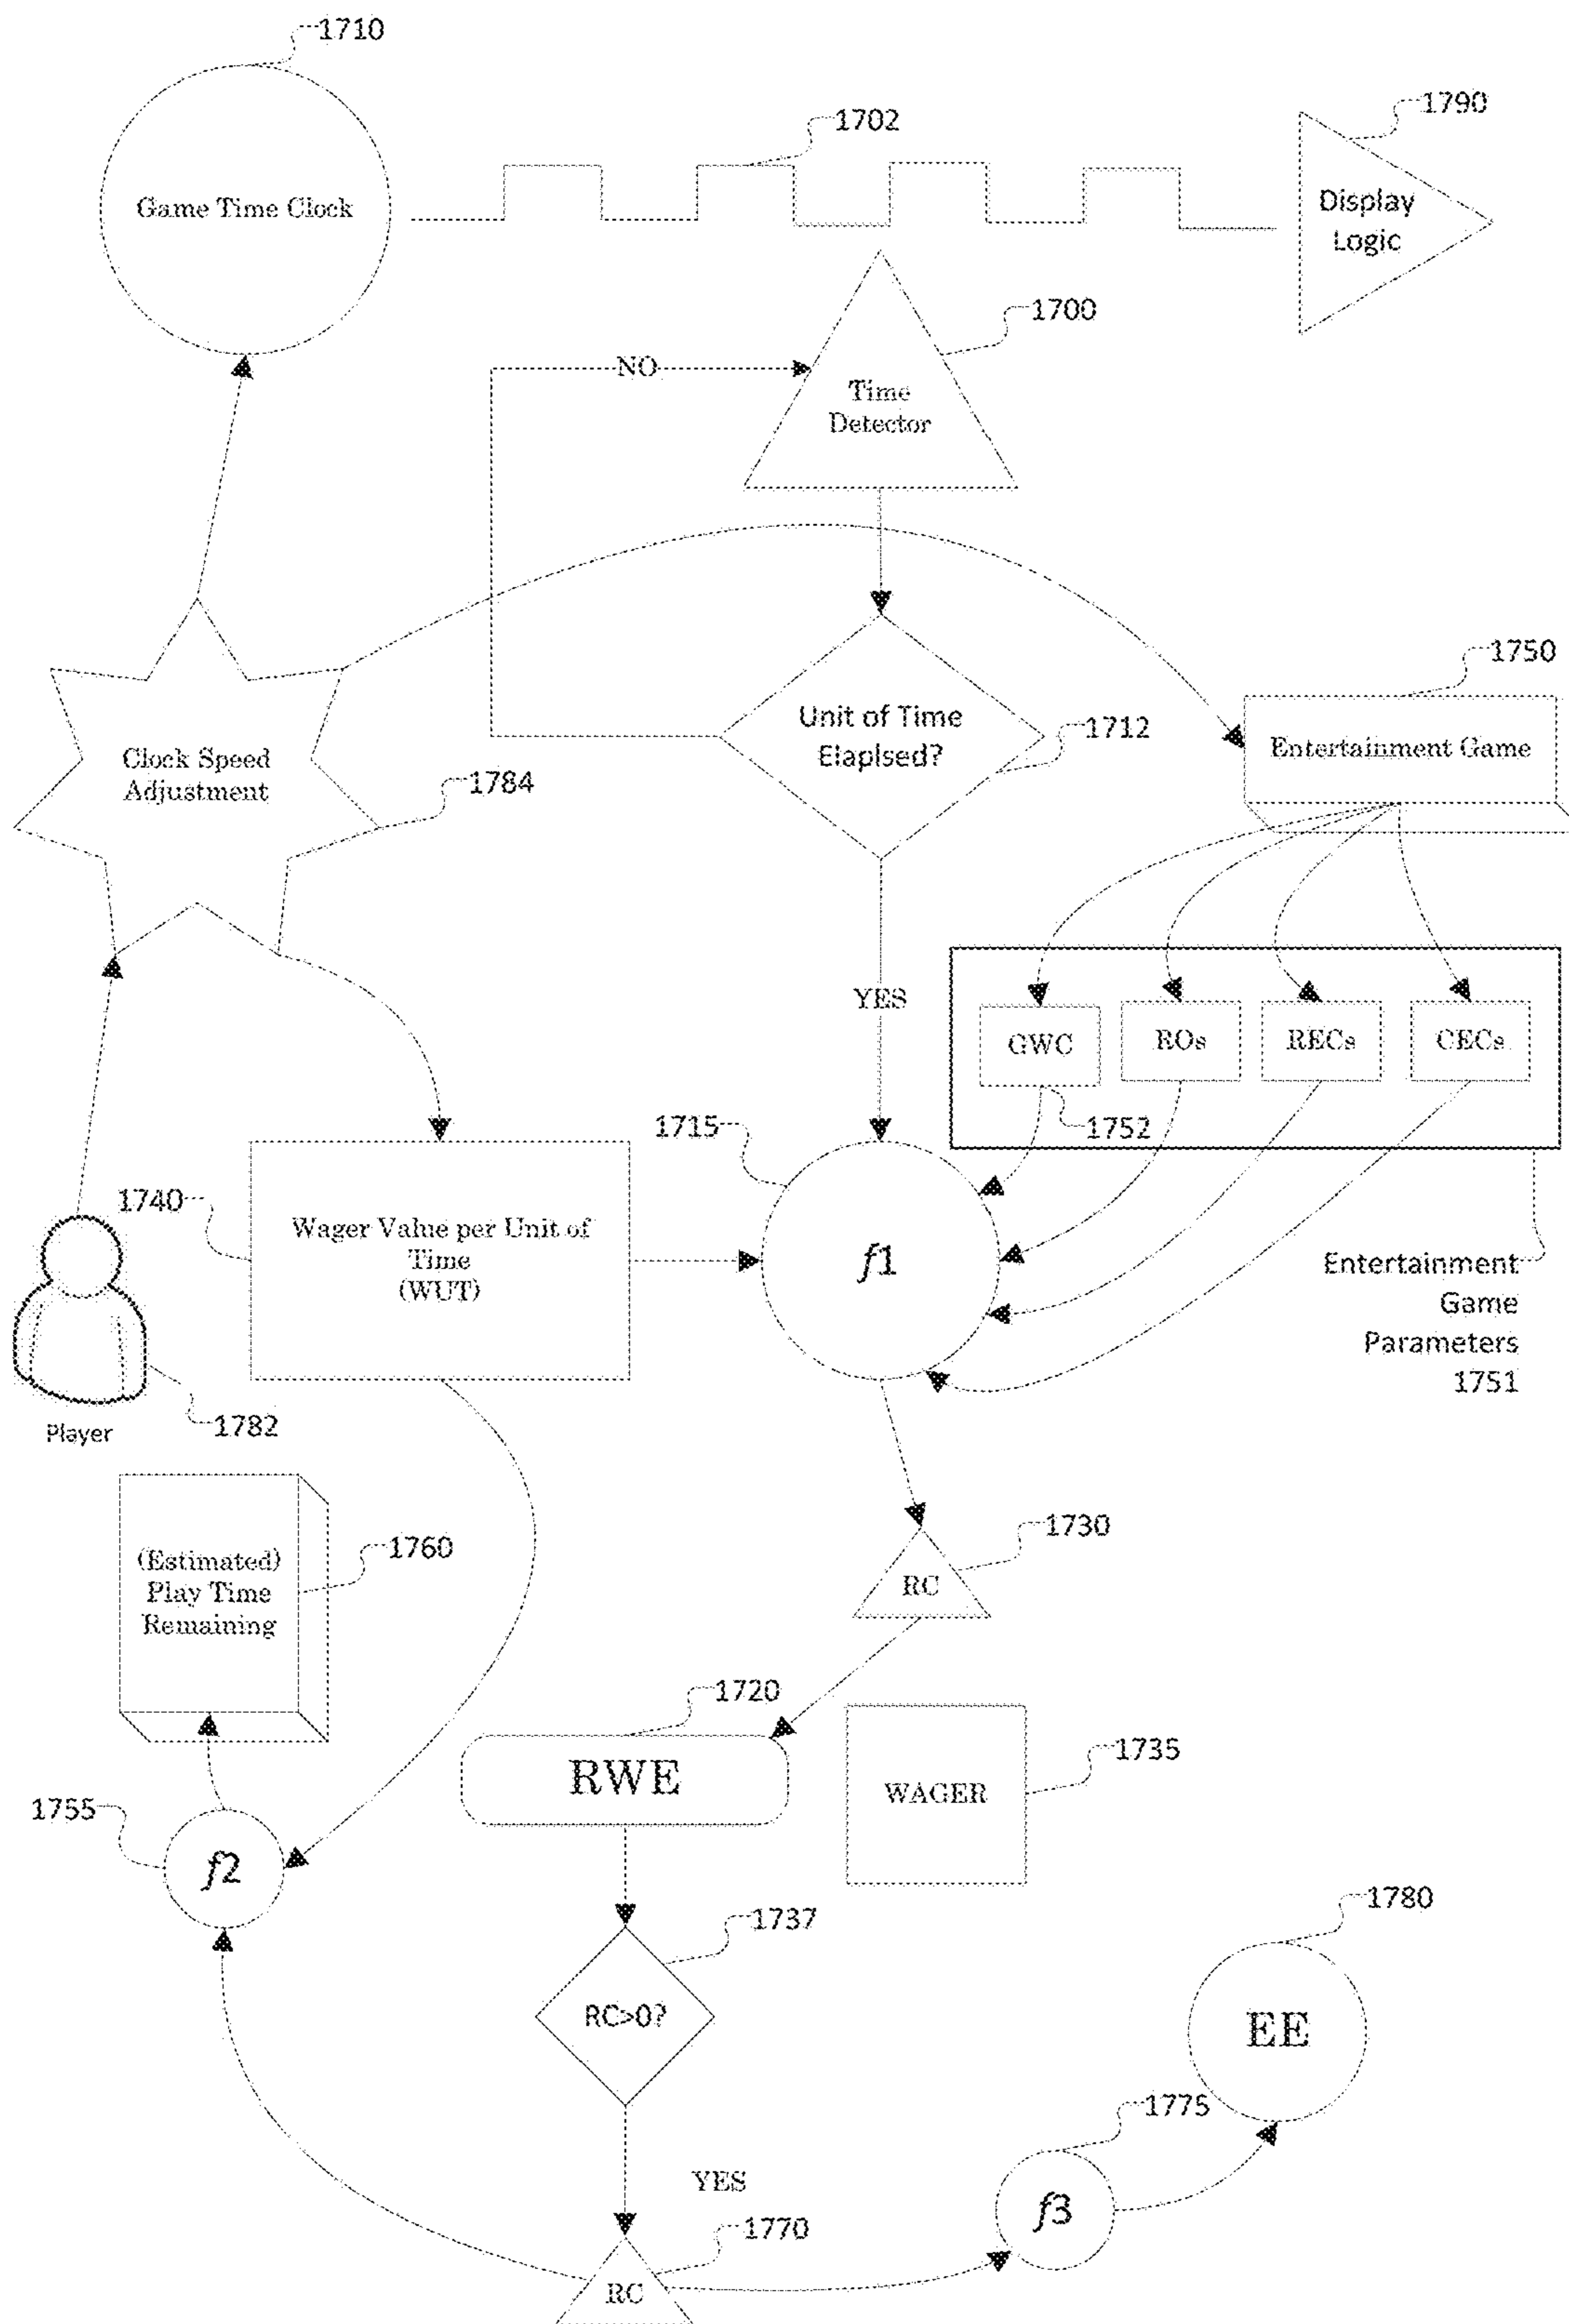 1710
1702
1790
Game Time Clock
Display
Logic
1700
NO
Time
Detector
1750
Unit of Time
Elaplsed?
1712
Entertainment Game
Clock Speed
Adjustment
1784
YES
GWC
ROs
RECs
CECs
1752
1715
1740
Wager Value per Unit of
Time
(WUT)
f1
Entertainment
Game
Parameters
1751
1782
Player
1730
(Estimated)
Play Time
Remaining
1760
RC
1720
RWE
1735
WAGER
1755
f2
1737
1780
RC>0?
EE
1775
YES
f3
1770
RC